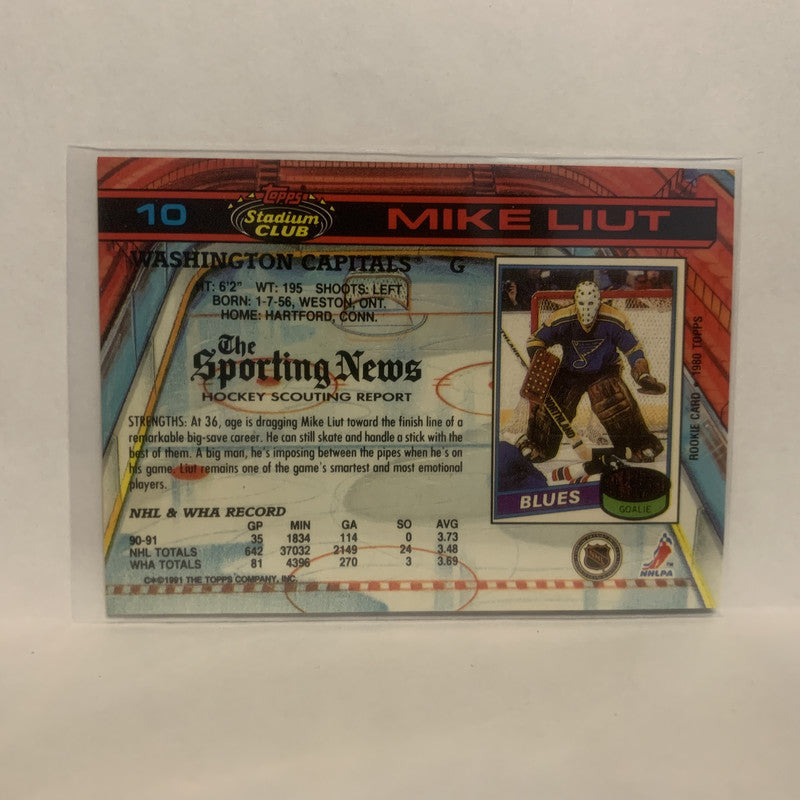 10
Topps
Stadium
CLUB
MIKE LIUT
WASHINGTON CAPITALS® G
HT: 6'2" WT: 195 SHOOTS: LEFT
BORN: 1-7-56, WESTON, ONT.
HOME: HARTFORD, CONN.
The
Sporting News
HOCKEY SCOUTING REPORT
STRENGTHS: At 36, age is dragging Mike Liut toward the finish line of a
remarkable big-save career. He can still skate and handle a stick with the
best of them. A big man, he's imposing between the pipes when he's on
his game. Liut remains one of the game's smartest and most emotional
players.
NHL & WHA RECORD
GP MIN GA SO AVG
90-91 35 1834 114 0 3.73
NHL TOTALS 642 37032 2149 24 3.48
WHA TOTALS 81 4396 270 3 3.69
©*©1991 THE TOPPS COMPANY, INC.
BLUES
GOALIE
ROOKIE CARD • 1980 TOPPS
NHL
NHLPA™